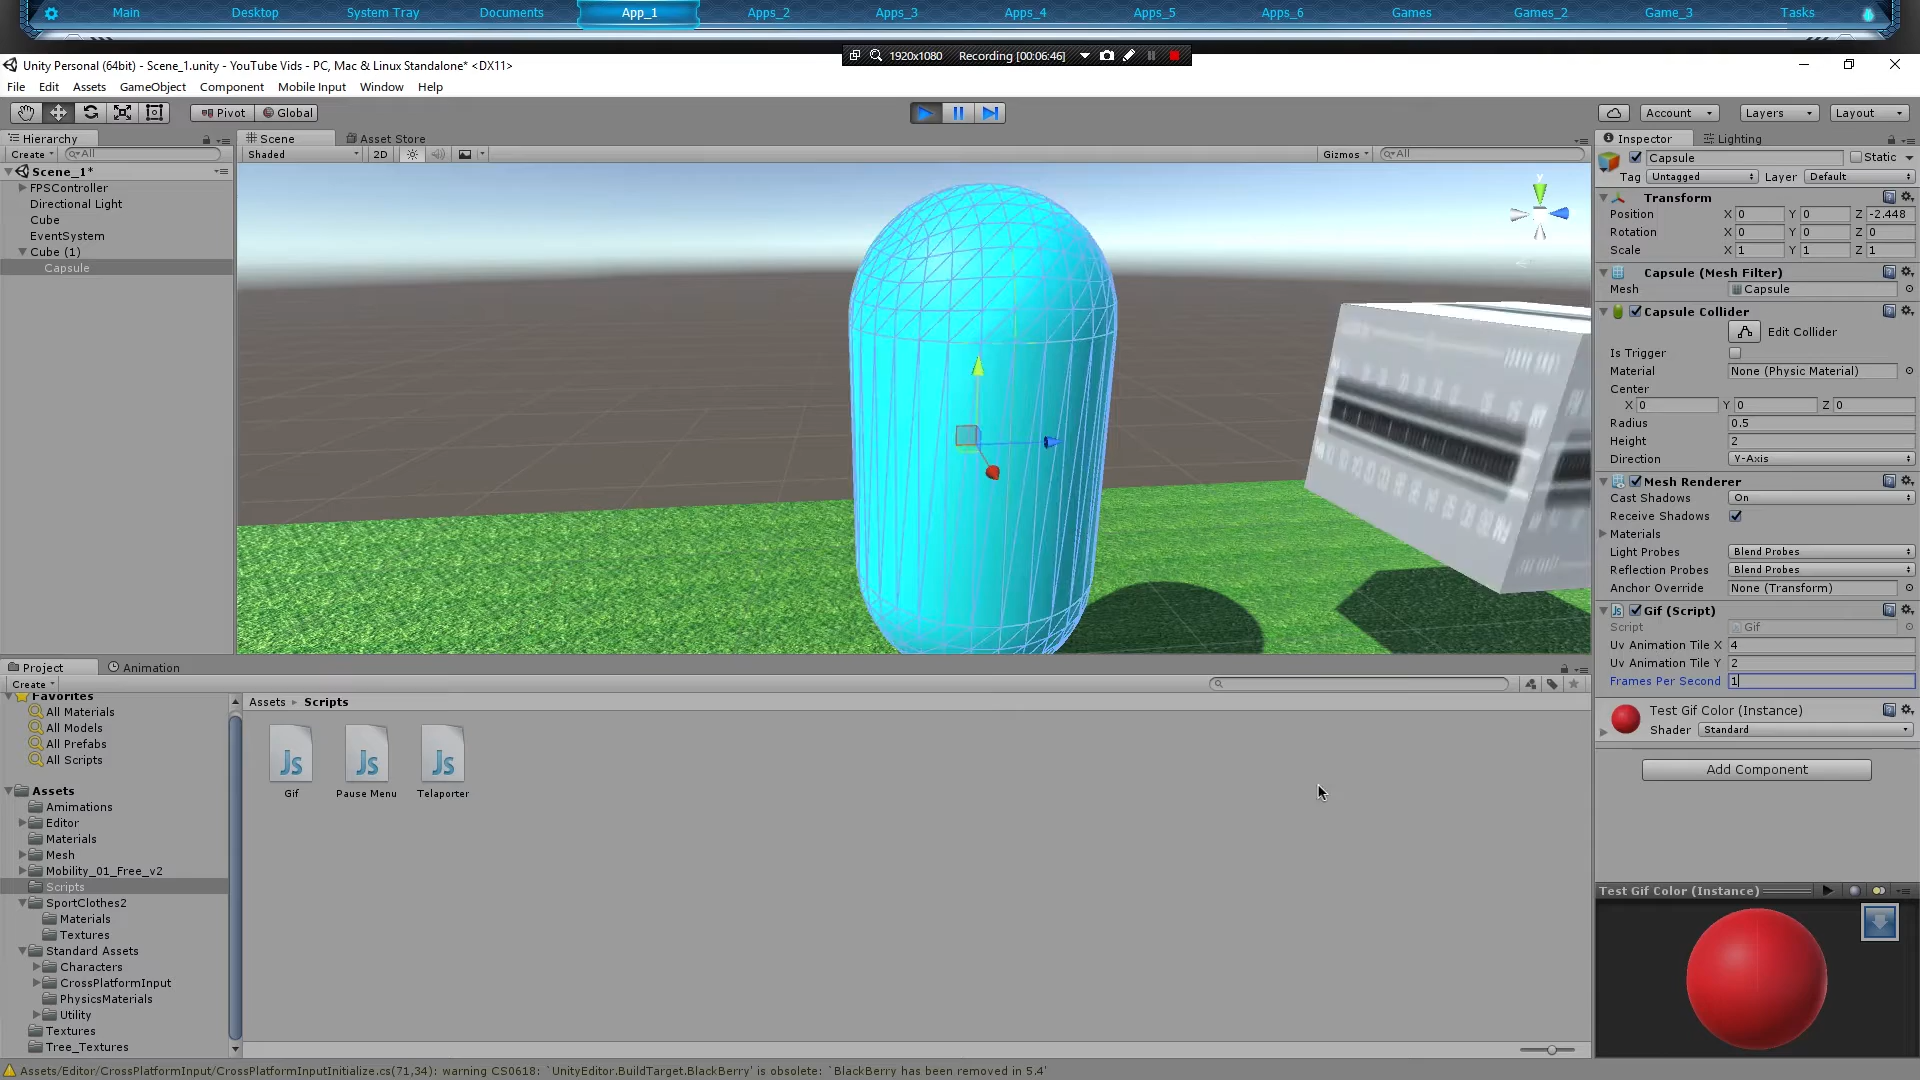 Main Desktop System Tray Documents App_1 Apps_2 Apps_3 Apps_4 Apps_5 Apps_6 Games Games_2 Game_3 Tasks
1920x1080 Recording [00:06:46]
Unity Personal (64bit) - Scene_1.unity - YouTube Vids - PC, Mac & Linux Standalone* <DX11>
File Edit Assets GameObject Component Mobile Input Window Help
Pivot Global Account Layers Layout
Hierarchy
Create All
Scene_1*
FPSController
Directional Light
Cube
EventSystem
Cube (1)
Capsule
Scene Asset Store
Shaded 2D Gizmos All
y
Inspector Lighting
Capsule Static
Tag Untagged Layer Default
Transform
Position X 0 Y 0 Z -2.448
Rotation X 0 Y 0 Z 0
Scale X 1 Y 1 Z 1
Capsule (Mesh Filter)
Mesh Capsule
Capsule Collider
Edit Collider
Is Trigger
Material None (Physic Material)
Center
X 0 Y 0 Z 0
Radius 0.5
Height 2
Direction Y-Axis
Mesh Renderer
Cast Shadows On
Receive Shadows
Materials
Light Probes Blend Probes
Reflection Probes Blend Probes
Anchor Override None (Transform)
Js Gif (Script)
Script Gif
Uv Animation Tile X 4
Uv Animation Tile Y 2
Frames Per Second 1
Test Gif Color (Instance)
Shader Standard
Add Component
Test Gif Color (Instance)
Project Animation
Create
Favorites
All Materials
All Models
All Prefabs
All Scripts
Assets
Amimations
Editor
Materials
Mesh
Mobility_01_Free_v2
Scripts
SportClothes2
Materials
Textures
Standard Assets
Characters
CrossPlatformInput
PhysicsMaterials
Utility
Textures
Tree_Textures
Assets Scripts
Js Js Js
Gif Pause Menu Telaporter
Assets/Editor/CrossPlatformInput/CrossPlatformInputInitialize.cs(71,34): warning CS0618: `UnityEditor.BuildTarget.BlackBerry' is obsolete: `BlackBerry has been removed in 5.4'